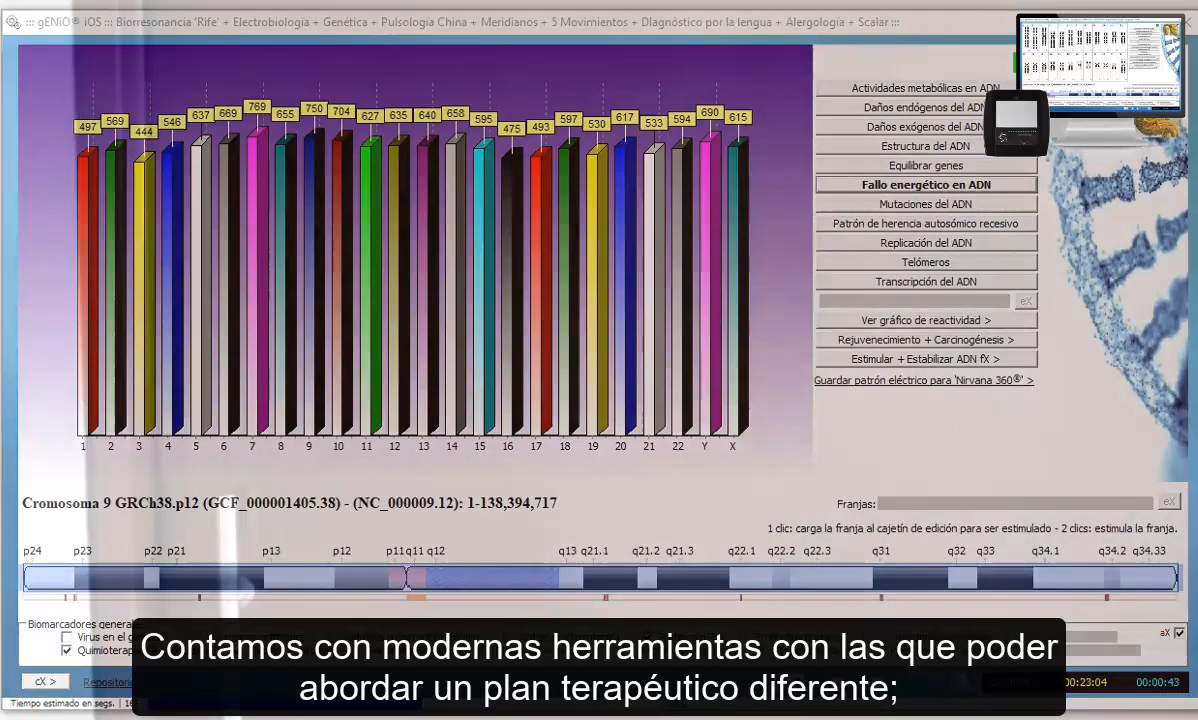 ::: gENiO® iOS ::: Biorresonancia 'Rife' + Electrobiología + Genética + Pulsología China + Meridianos + 5 Movimientos + DIagnóstico por la lengua + Alergología + Scalar :::
497 569 444 546 637 669 769 655 750 704 627 635 640 658 595 475 493 597 530 617 533 594 690 615
1 2 3 4 5 6 7 8 9 10 11 12 13 14 15 16 17 18 19 20 21 22 Y X
Actividades metabólicas en ADN
Daños endógenos del ADN
Daños exógenos del ADN
Estructura del ADN
Equilibrar genes
Fallo energético en ADN
Mutaciones del ADN
Patrón de herencia autosómico recesivo
Replicación del ADN
Telómeros
Transcripción del ADN
eX
Ver gráfico de reactividad >
Rejuvenecimiento + Carcinogénesis >
Estimular + Estabilizar ADN fX >
Guardar patrón eléctrico para 'Nirvana 360®' >
Cromosoma 9 GRCh38.p12 (GCF_000001405.38) - (NC_000009.12): 1-138,394,717
Franjas:
eX
1 clic: carga la franja al cajetín de edición para ser estimulado - 2 clics: estimula la franja.
p24 p23 p22 p21 p13 p12 p11 q11 q12 q13 q21.1 q21.2 q21.3 q22.1 q22.2 q22.3 q31 q32 q33 q34.1 q34.2 q34.33
Biomarcadores generale
Virus en el g
aX
Quimioterap
Contamos con modernas herramientas con las que poder
abordar un plan terapéutico diferente;
cX >
Repositori
00:23:04
00:00:43
Tiempo estimado en segs. | 16